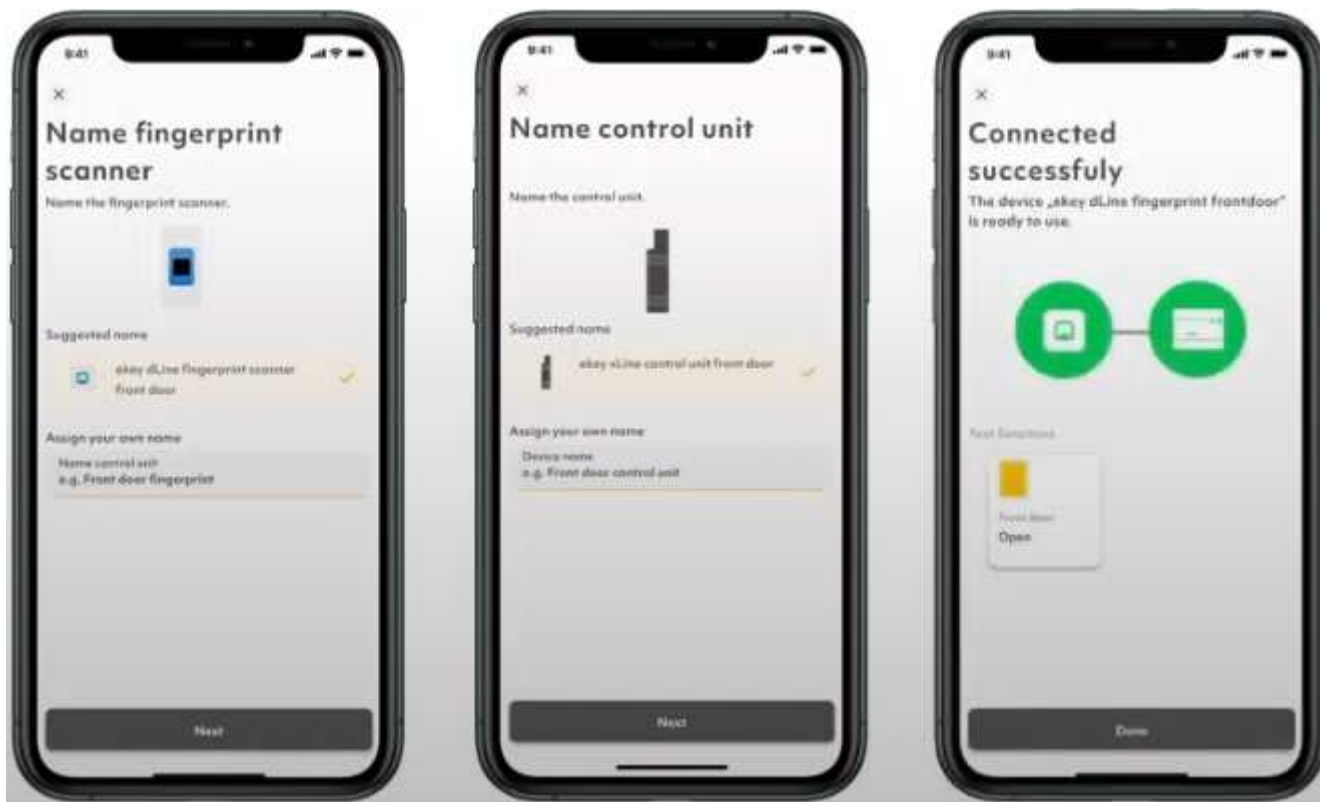 9:41
Name fingerprint
scanner
Name the fingerprint scanner.
Suggested name
ekey dLine fingerprint scanner
front door
Assign your own name
Name control unit
e.g. Front door fingerprint
Next
9:41
Name control unit
Name the control unit.
Suggested name
ekey xLine control unit front door
Assign your own name
Device name
e.g. Front door control unit
Next
9:41
Connected
successfuly
The device „ekey dLine fingerprint frontdoor"
is ready to use.
Test functions
Front door
Open
Done